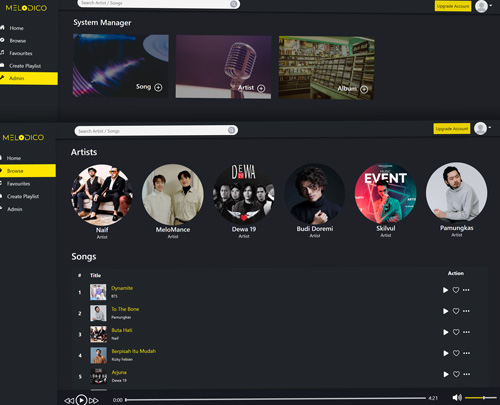 MELODICO
Search Artist / Songs
Upgrade Account
System Manager
Home
Browse
Favourites
Create Playlist
Admin
Song
Artist
Album
MELODICO
Search Artist / Songs
Upgrade Account
Home
Browse
Favourites
Create Playlist
Admin
Artists
DEWA
MUSIC
EVENT
Naif
Artist
MeloMance
Artist
Dewa 19
Artist
Budi Doremi
Artist
Skilvul
Artist
Pamungkas
Artist
Songs
# Title Action
1 Dynamite
BTS
2 To The Bone
Pamungkas
3 Buta Hati
Naif
4 Berpisah Itu Mudah
Rizky Febian
5 Arjuna
Dewa 19
0:00 4:21